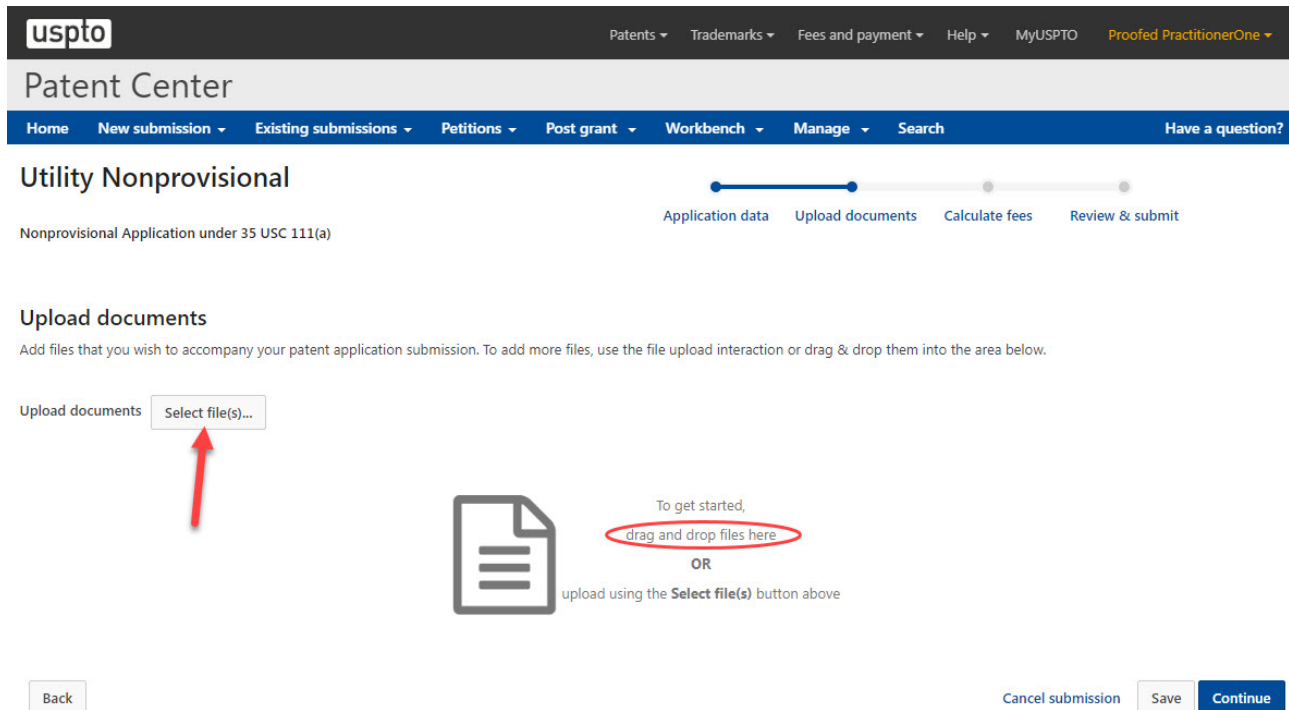 uspto
Patents Trademarks Fees and payment Help MyUSPTO Proofed PractitionerOne
Patent Center
Home New submission Existing submissions Petitions Post grant Workbench Manage Search Have a question?
Utility Nonprovisional
Application data Upload documents Calculate fees Review & submit
Nonprovisional Application under 35 USC 111(a)
Upload documents
Add files that you wish to accompany your patent application submission. To add more files, use the file upload interaction or drag & drop them into the area below.
Upload documents Select file(s)...
To get started,
drag and drop files here
OR
upload using the Select file(s) button above
Back Cancel submission Save Continue